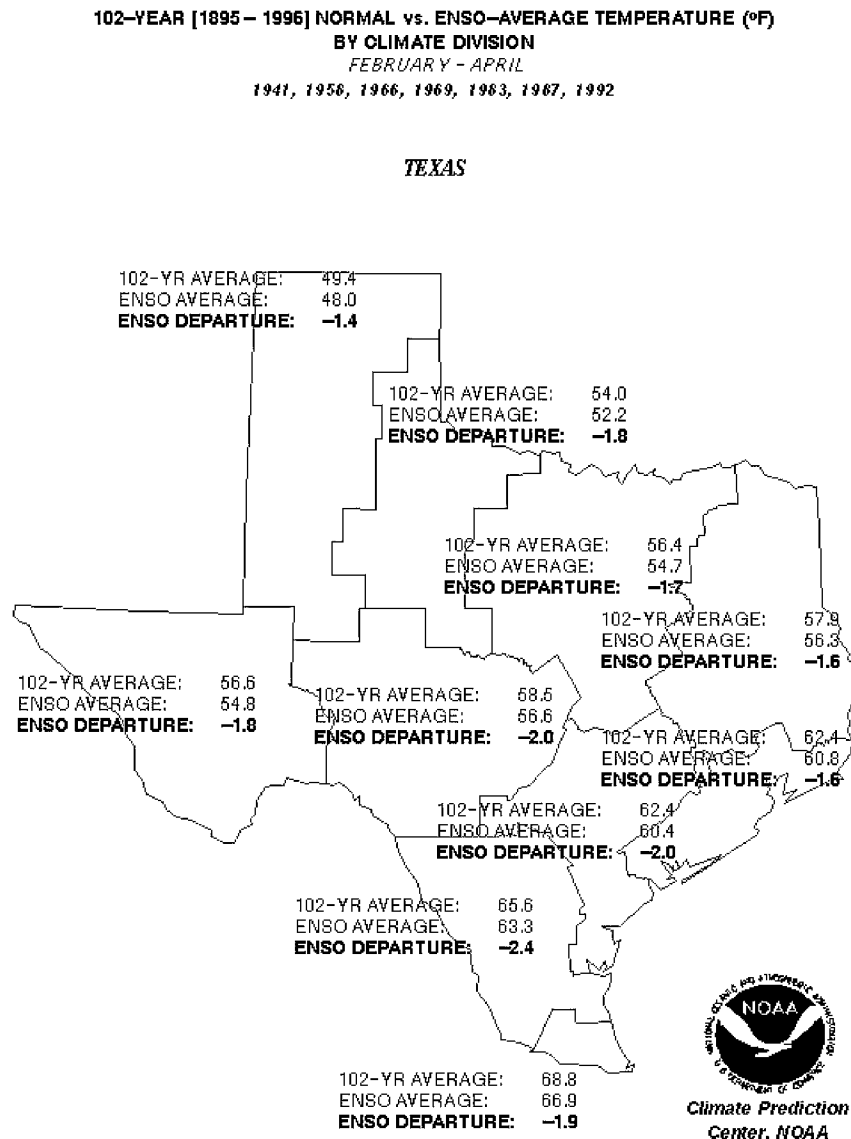 102–YEAR [1895 – 1996] NORMAL vs. ENSO–AVERAGE TEMPERATURE (ºF)
BY CLIMATE DIVISION
FEBRUARY – APRIL
1941, 1958, 1966, 1969, 1983, 1987, 1992
TEXAS
102–YR AVERAGE: 49.4
ENSO AVERAGE: 48.0
ENSO DEPARTURE: –1.4
102–YR AVERAGE: 54.0
ENSO AVERAGE: 52.2
ENSO DEPARTURE: –1.8
102–YR AVERAGE: 56.4
ENSO AVERAGE: 54.7
ENSO DEPARTURE: –1.7
102–YR AVERAGE: 57.9
ENSO AVERAGE: 56.3
ENSO DEPARTURE: –1.6
102–YR AVERAGE: 56.6
ENSO AVERAGE: 54.8
ENSO DEPARTURE: –1.8
102–YR AVERAGE: 58.5
ENSO AVERAGE: 56.6
ENSO DEPARTURE: –2.0
102–YR AVERAGE: 62.4
ENSO AVERAGE: 60.8
ENSO DEPARTURE: –1.6
102–YR AVERAGE: 62.4
ENSO AVERAGE: 60.4
ENSO DEPARTURE: –2.0
102–YR AVERAGE: 65.6
ENSO AVERAGE: 63.3
ENSO DEPARTURE: –2.4
102–YR AVERAGE: 68.8
ENSO AVERAGE: 66.9
ENSO DEPARTURE: –1.9
NATIONAL OCEANIC AND ATMOSPHERIC ADMINISTRATION
NOAA
U.S. DEPARTMENT OF COMMERCE
Climate Prediction
Center, NOAA